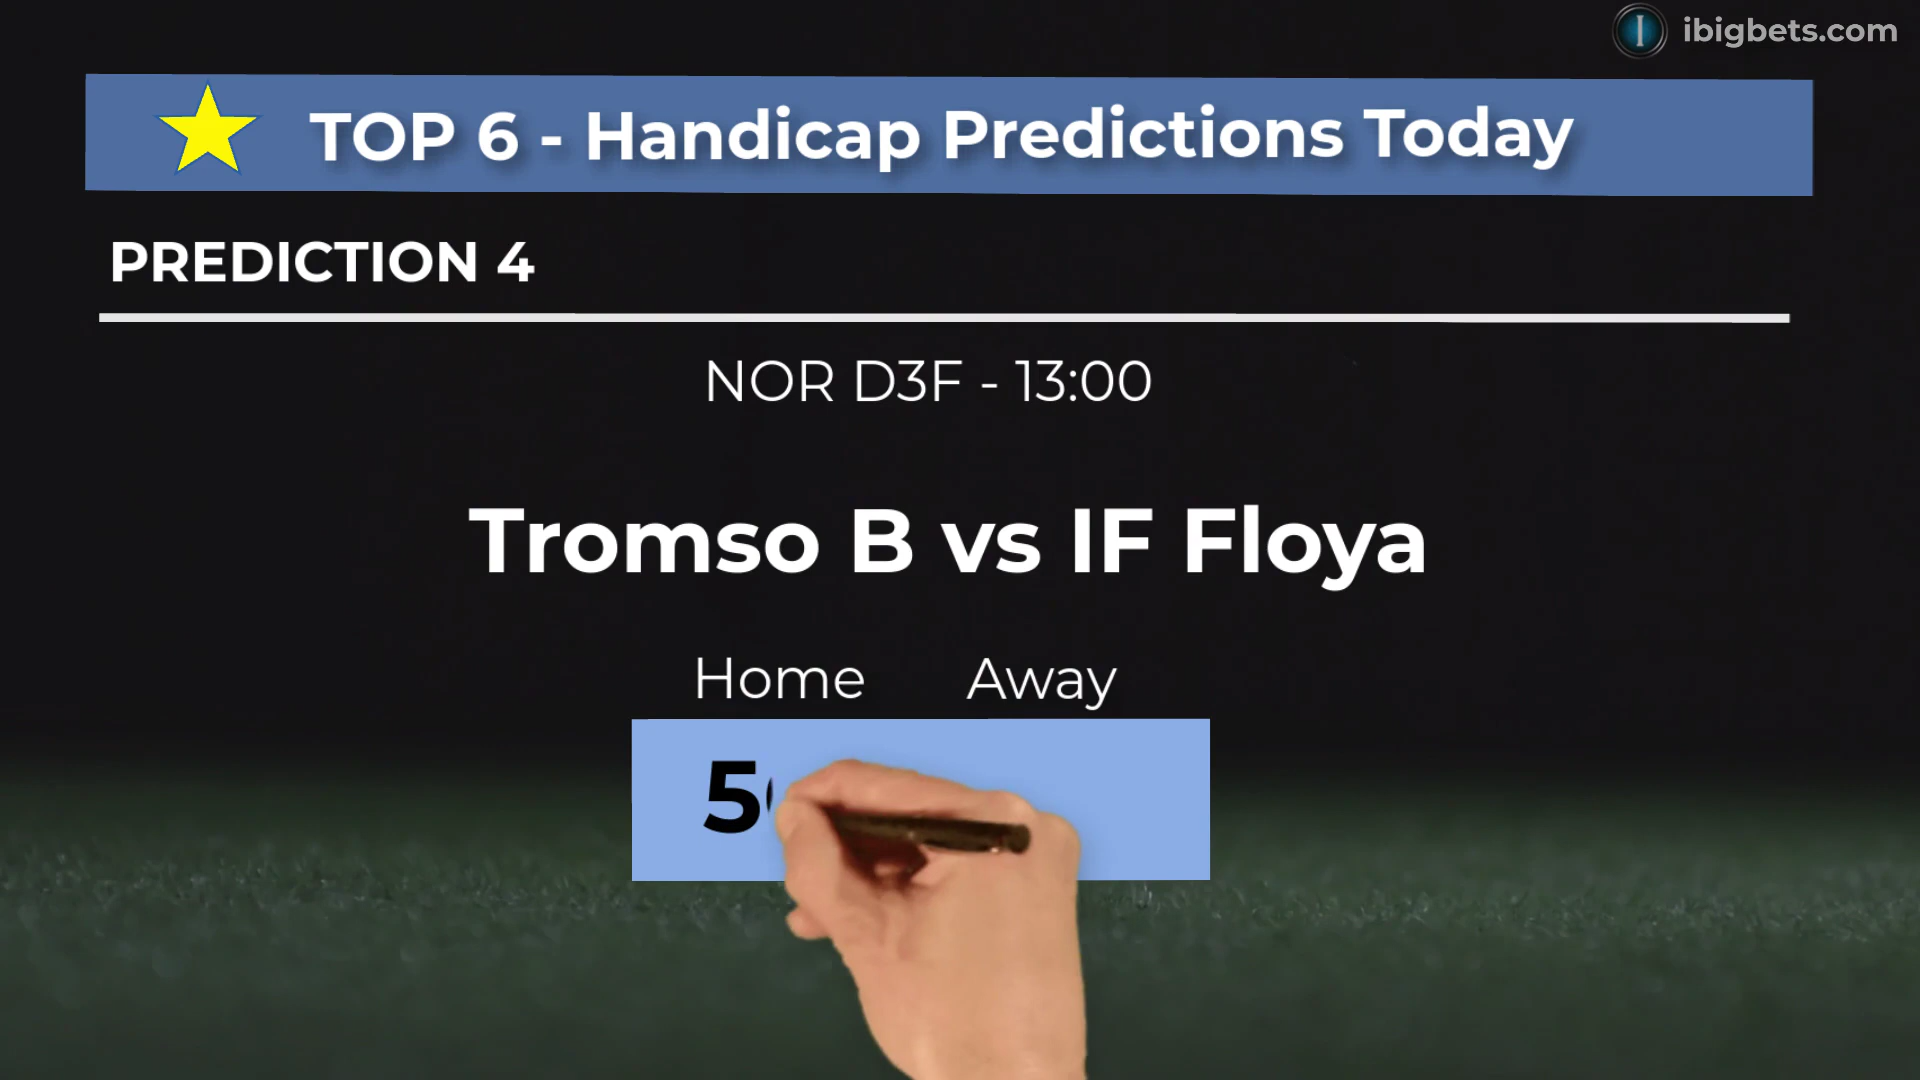 ibigbets.com
TOP 6 - Handicap Predictions Today
PREDICTION 4
NOR D3F - 13:00
Tromso B vs IF Floya
Home Away